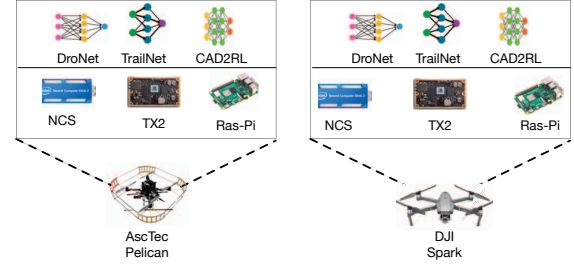 DroNet TrailNet CAD2RL
NCS TX2 Ras-Pi
AscTec
Pelican
DroNet TrailNet CAD2RL
NCS TX2 Ras-Pi
DJI
Spark